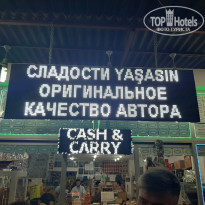 TOP Hotels
ФОТО ТУРИСТА
СЛАДОСТИ YAŞASIN
ОРИГИНАЛЬНОЕ
КАЧЕСТВО АВТОРА
CASH &
CARRY